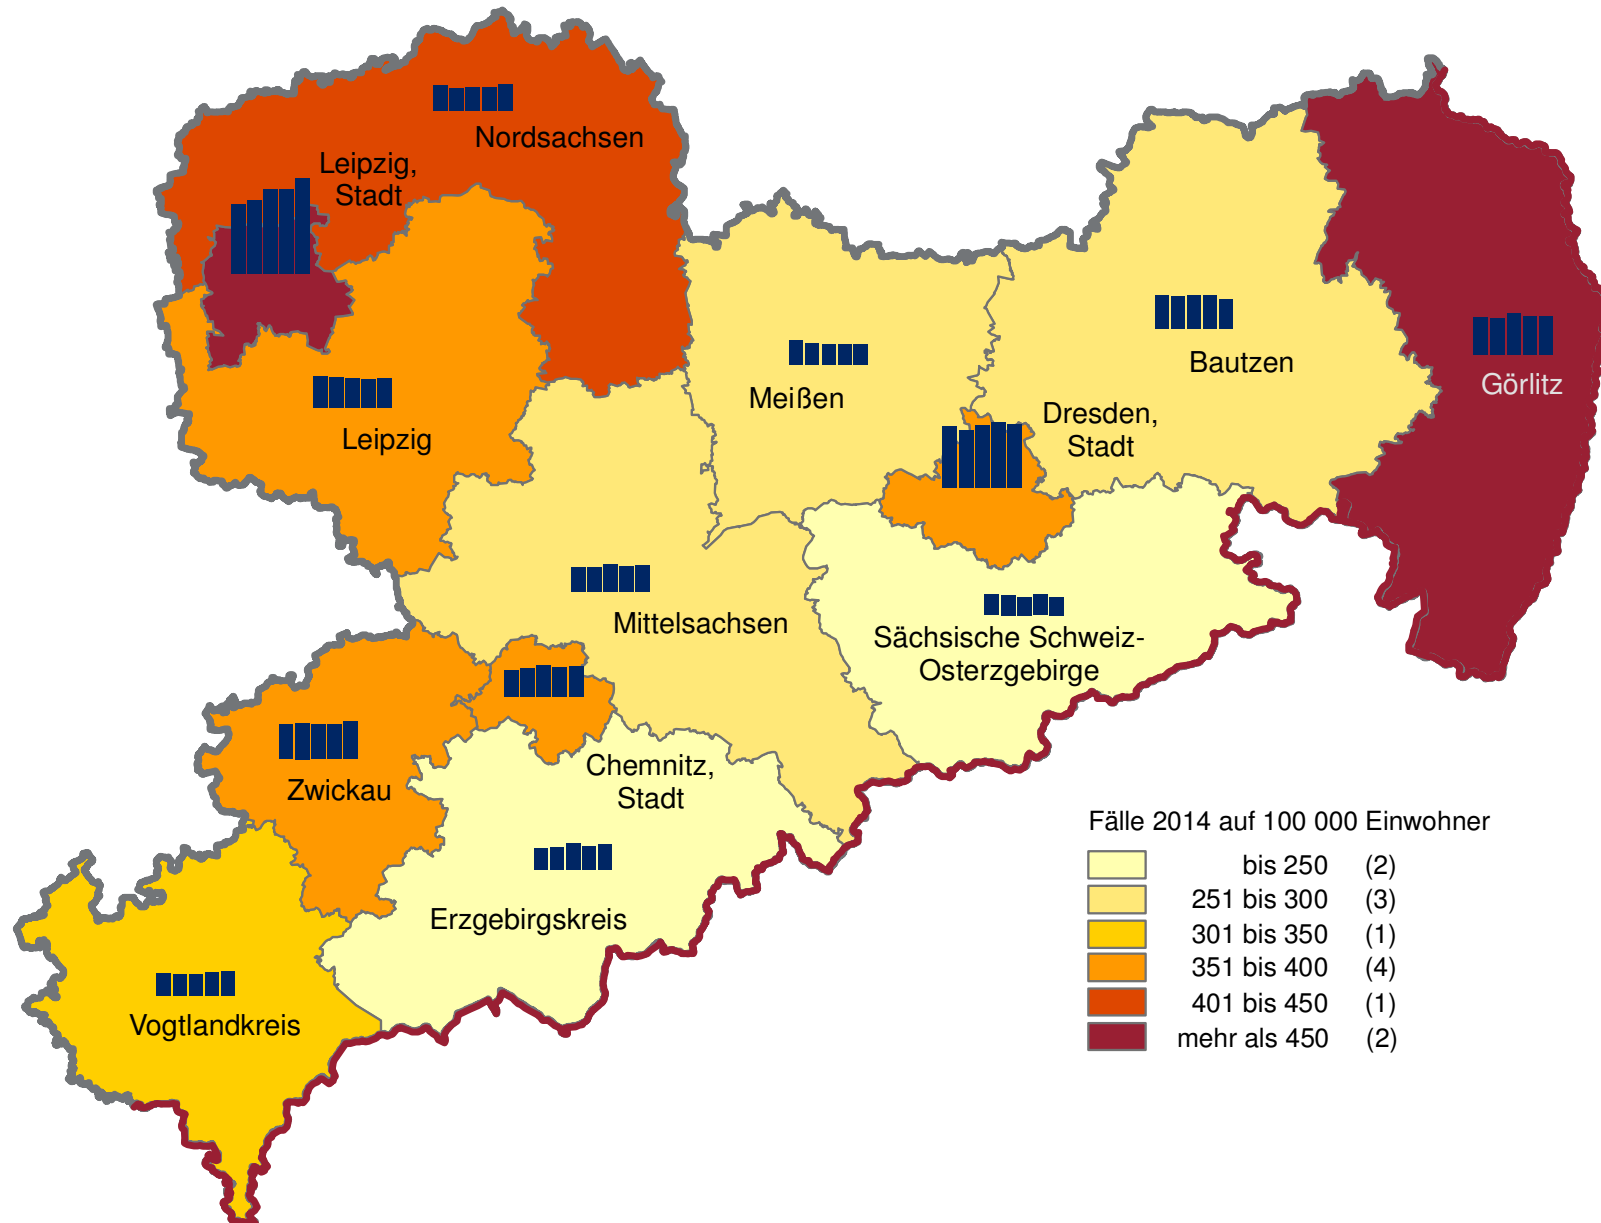 Nordsachsen
Leipzig,
Stadt
Leipzig
Meißen
Bautzen
Görlitz
Dresden,
Stadt
Mittelsachsen
Sächsische Schweiz-
Osterzgebirge
Zwickau
Chemnitz,
Stadt
Erzgebirgskreis
Vogtlandkreis
Fälle 2014 auf 100 000 Einwohner
bis 250 (2)
251 bis 300 (3)
301 bis 350 (1)
351 bis 400 (4)
401 bis 450 (1)
mehr als 450 (2)